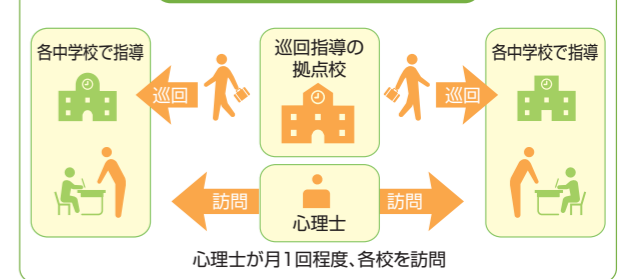 各中学校で指導
巡回指導の
拠点校
各中学校で指導
巡回
巡回
訪問
訪問
心理士
心理士が月1回程度、各校を訪問